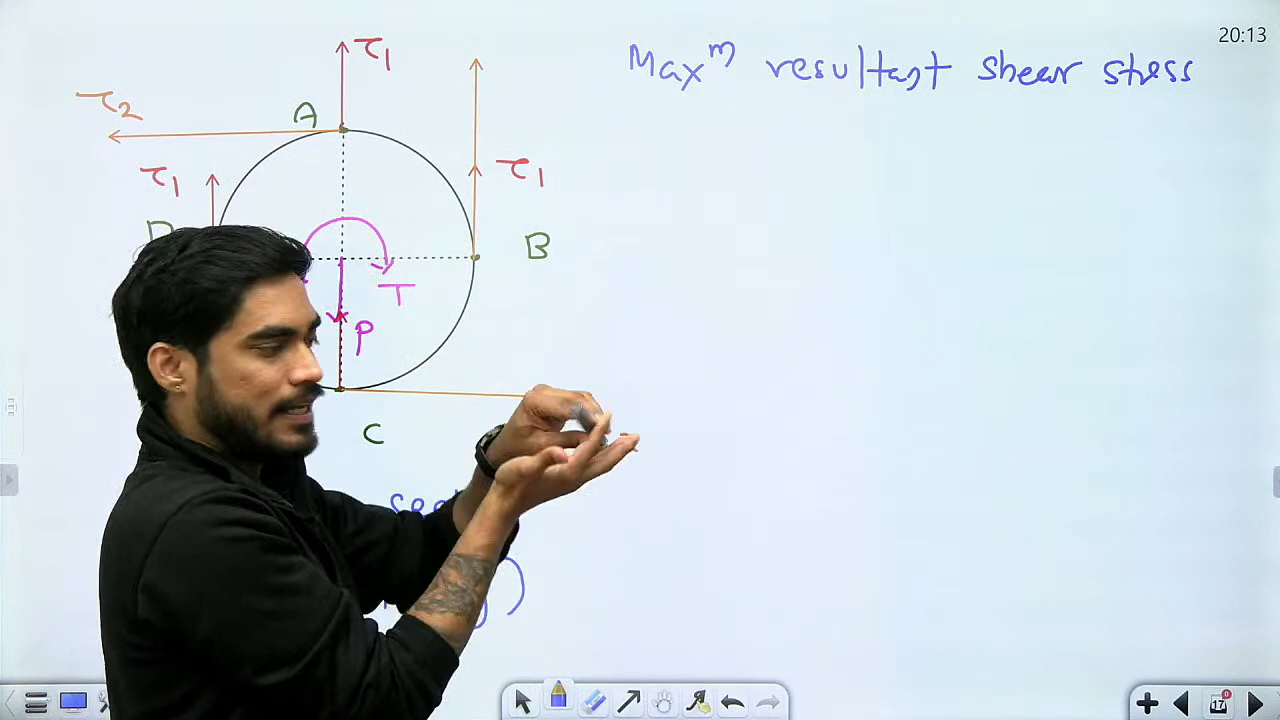 20:13
Max^m resultant shear stress
τ1
τ2
A
τ1
τ1
D
B
T
P
C